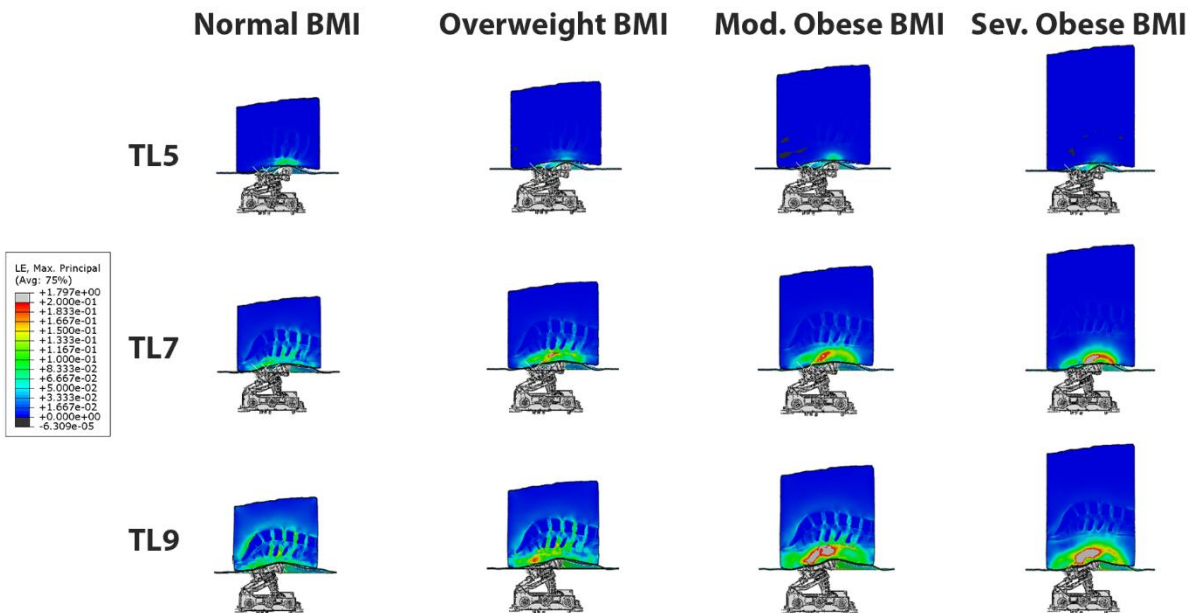 Normal BMI
Overweight BMI
Mod. Obese BMI
Sev. Obese BMI
TL5
TL7
LE, Max. Principal
(Avg: 75%)
+1.797e+00
+2.000e-01
+1.833e-01
+1.667e-01
+1.500e-01
+1.333e-01
+1.167e-01
+1.000e-01
+8.333e-02
+6.667e-02
+5.000e-02
+3.333e-02
+1.667e-02
+0.000e+00
-6.309e-05
TL9